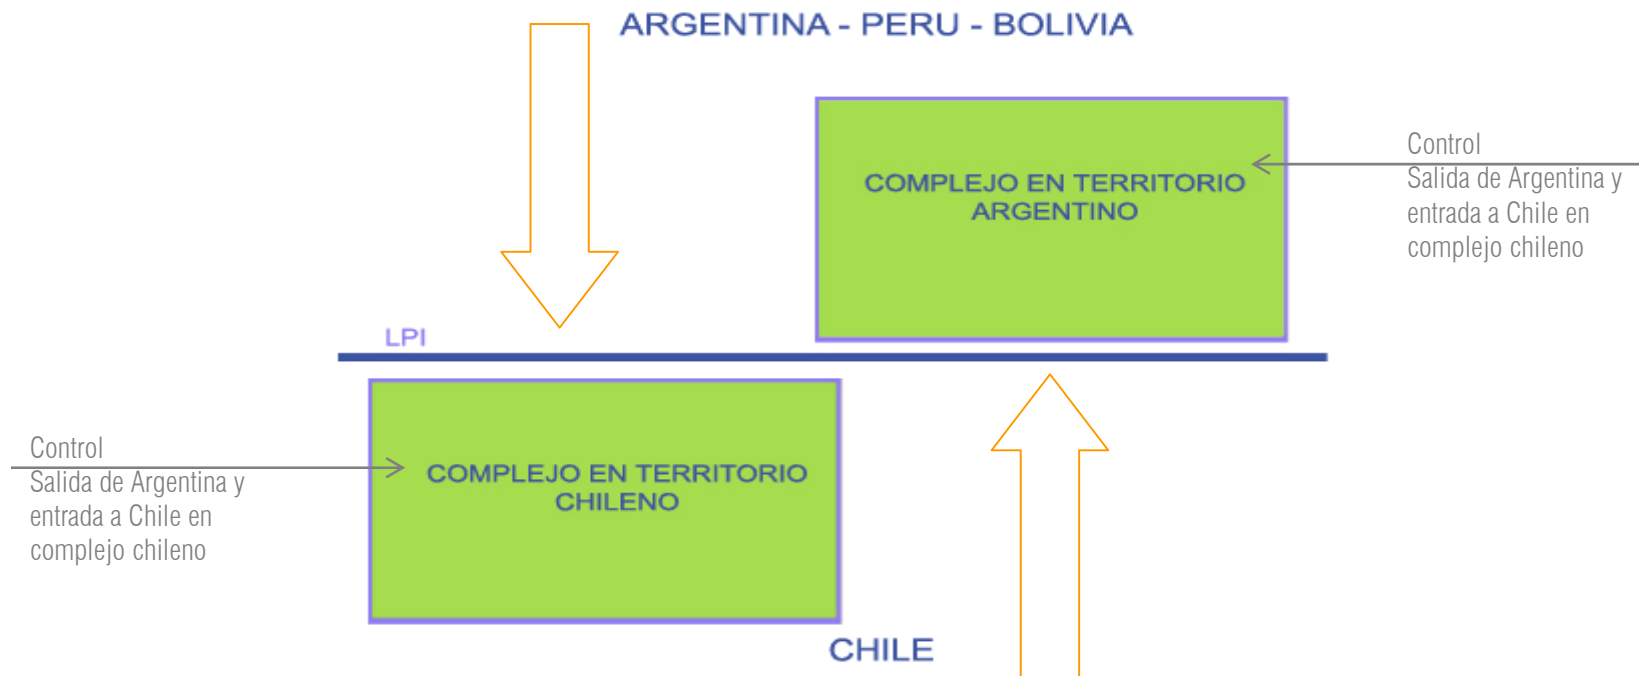 ARGENTINA - PERU - BOLIVIA
COMPLEJO EN TERRITORIO
ARGENTINO
Control
Salida de Argentina y
entrada a Chile en
complejo chileno
LPI
Control
Salida de Argentina y
entrada a Chile en
complejo chileno
COMPLEJO EN TERRITORIO
CHILENO
CHILE